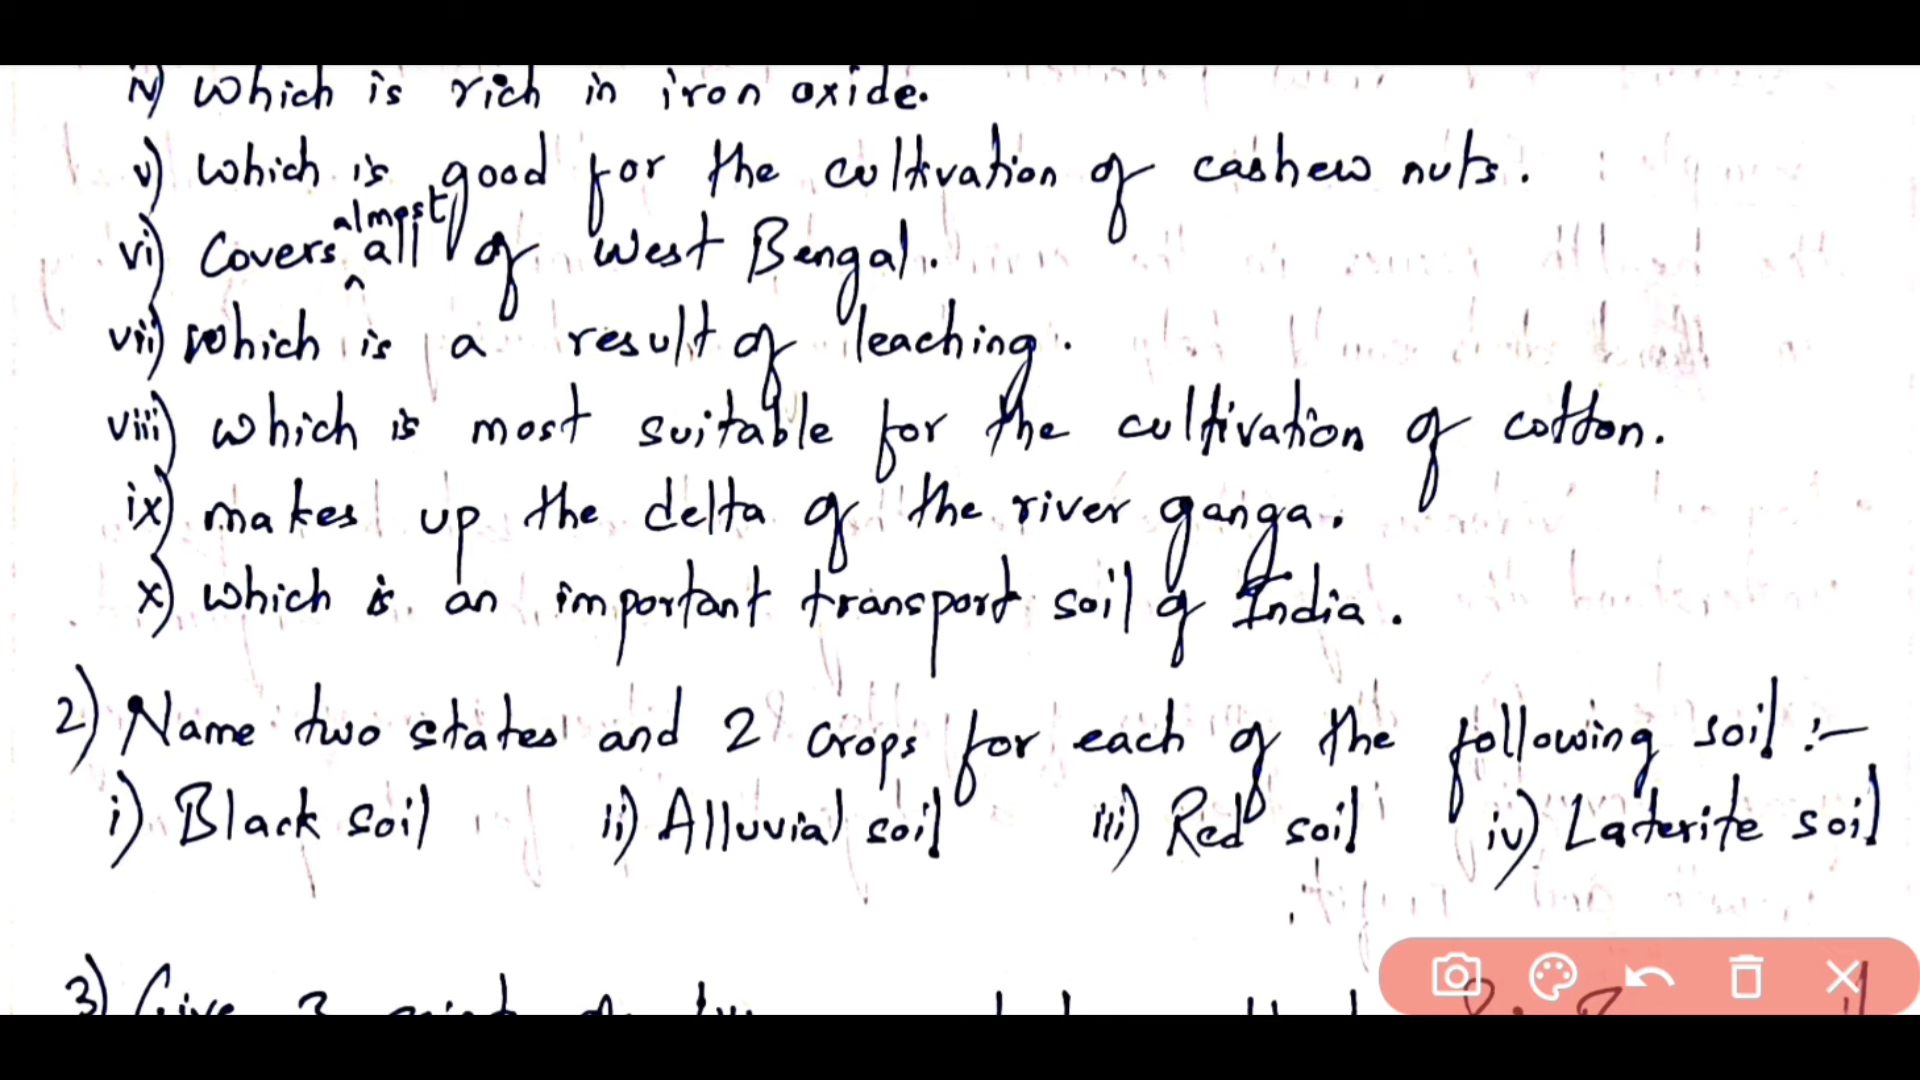 iv) which is rich in iron oxide.
v) which is good for the cultivation of cashew nuts.
vi) Covers almost all of West Bengal.
vii) which is a result of leaching.
viii) which is most suitable for the cultivation of cotton.
ix) makes up the delta of the river ganga.
x) which is an important transport soil of India.
2) Name two states and 2 crops for each of the following soil :-
i) Black soil ii) Alluvial soil iii) Red soil iv) Laterite soil
3) Give 3